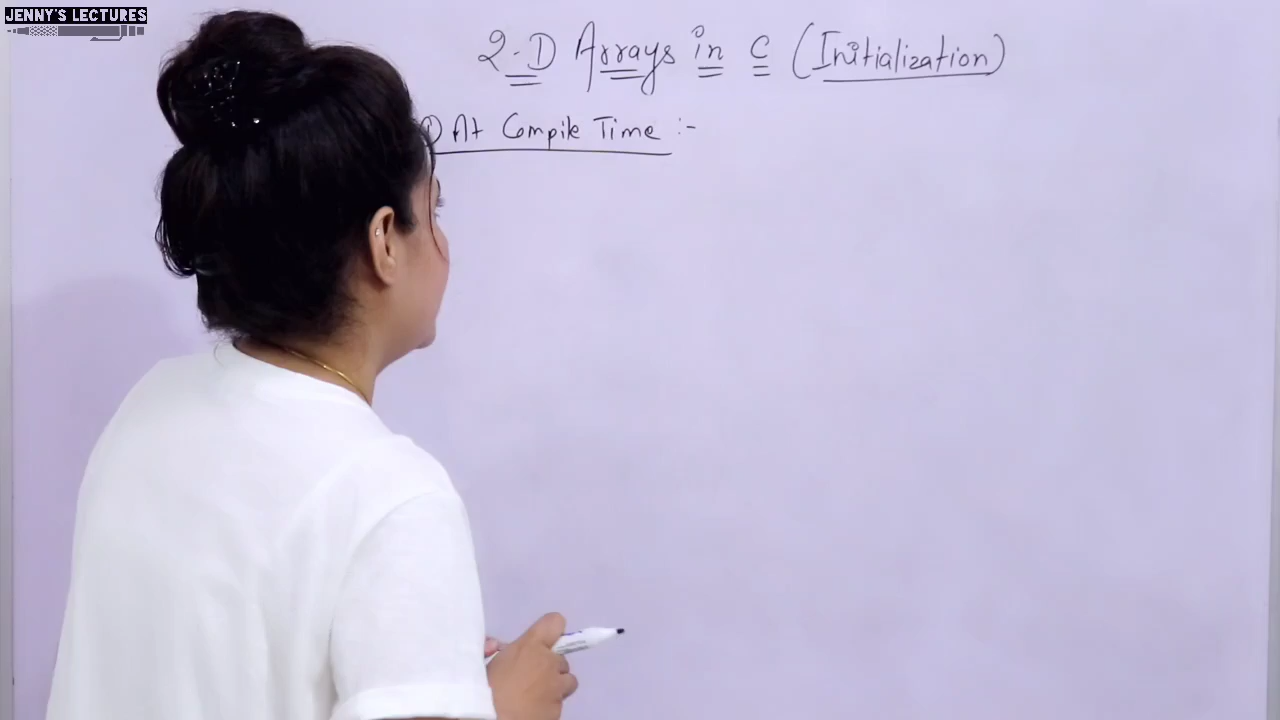 JENNY'S LECTURES
2-D Arrays in C (Initialization)
1) At Compile Time :-